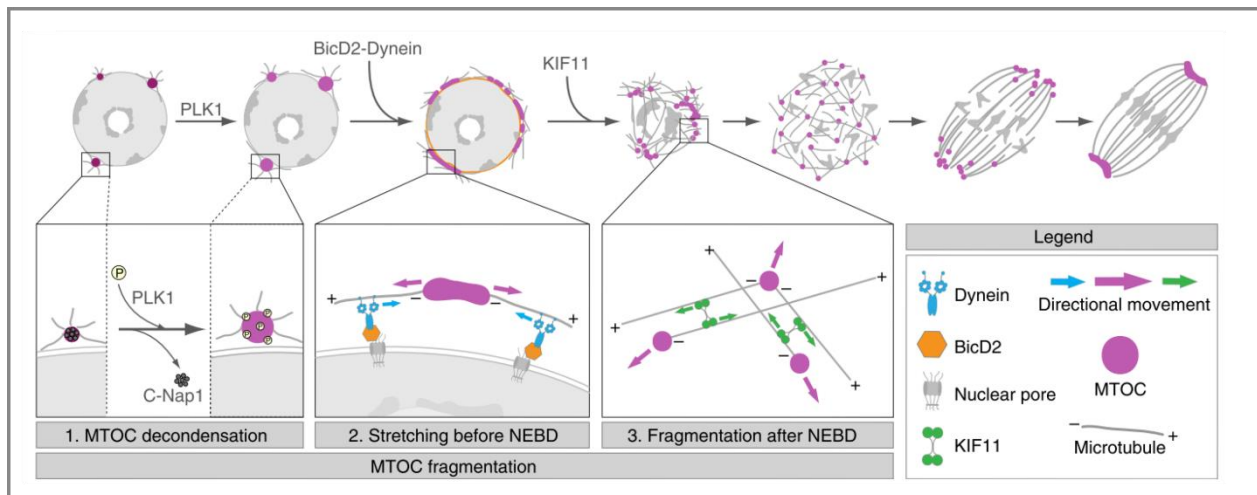 BicD2-Dynein
KIF11
PLK1
P
PLK1
C-Nap1
P
P
P
P
P
+
−
−
+
+
+
−
−
+
−
−
+
+
1. MTOC decondensation
2. Stretching before NEBD
3. Fragmentation after NEBD
MTOC fragmentation
Legend
Dynein
Directional movement
BicD2
Nuclear pore
MTOC
KIF11
− +
Microtubule